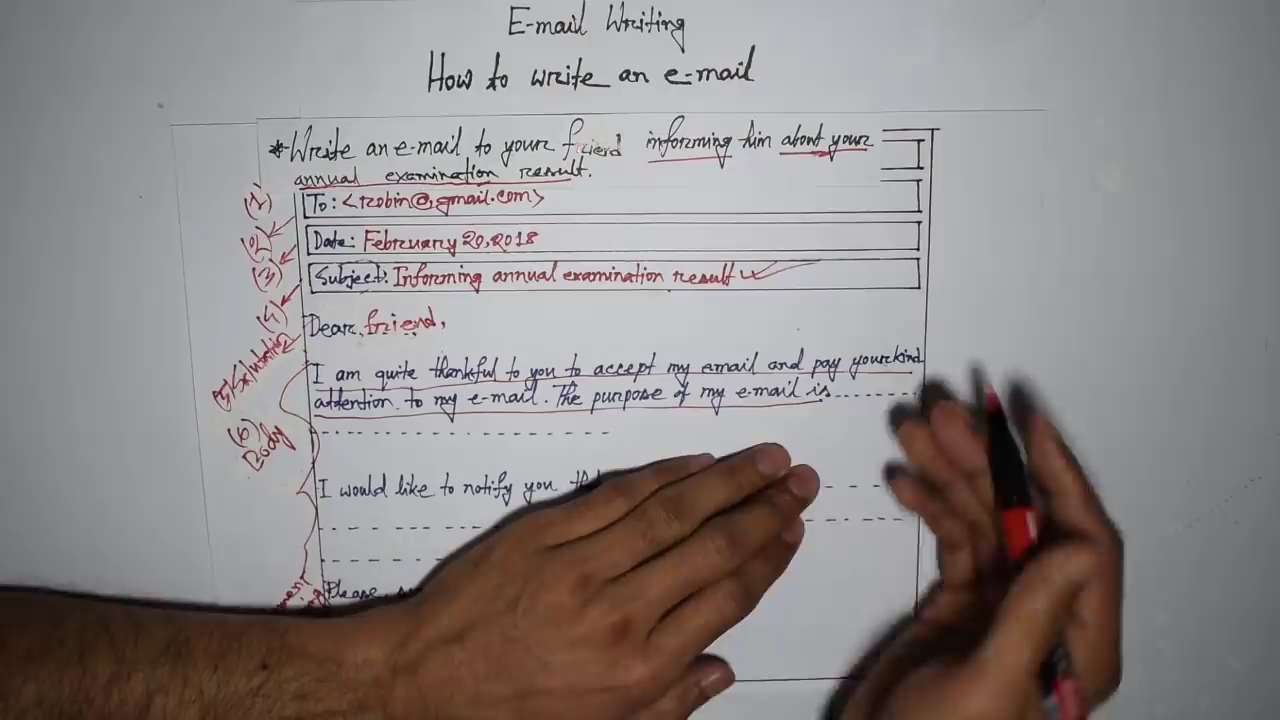 E-mail Writing
How to write an e-mail
*Write an e-mail to your friend informing him about your
annual examination result.
(1)
To: <robin@gmail.com>
(2)
Date: February 20, 2018
(3)
Subject: Informing annual examination result ✓
(4)
Dear friend,
(5) Salutation
I am quite thankful to you to accept my email and pay your kind
attention to my e-mail. The purpose of my e-mail is..........
(6)
Body
I would like to notify you
Please